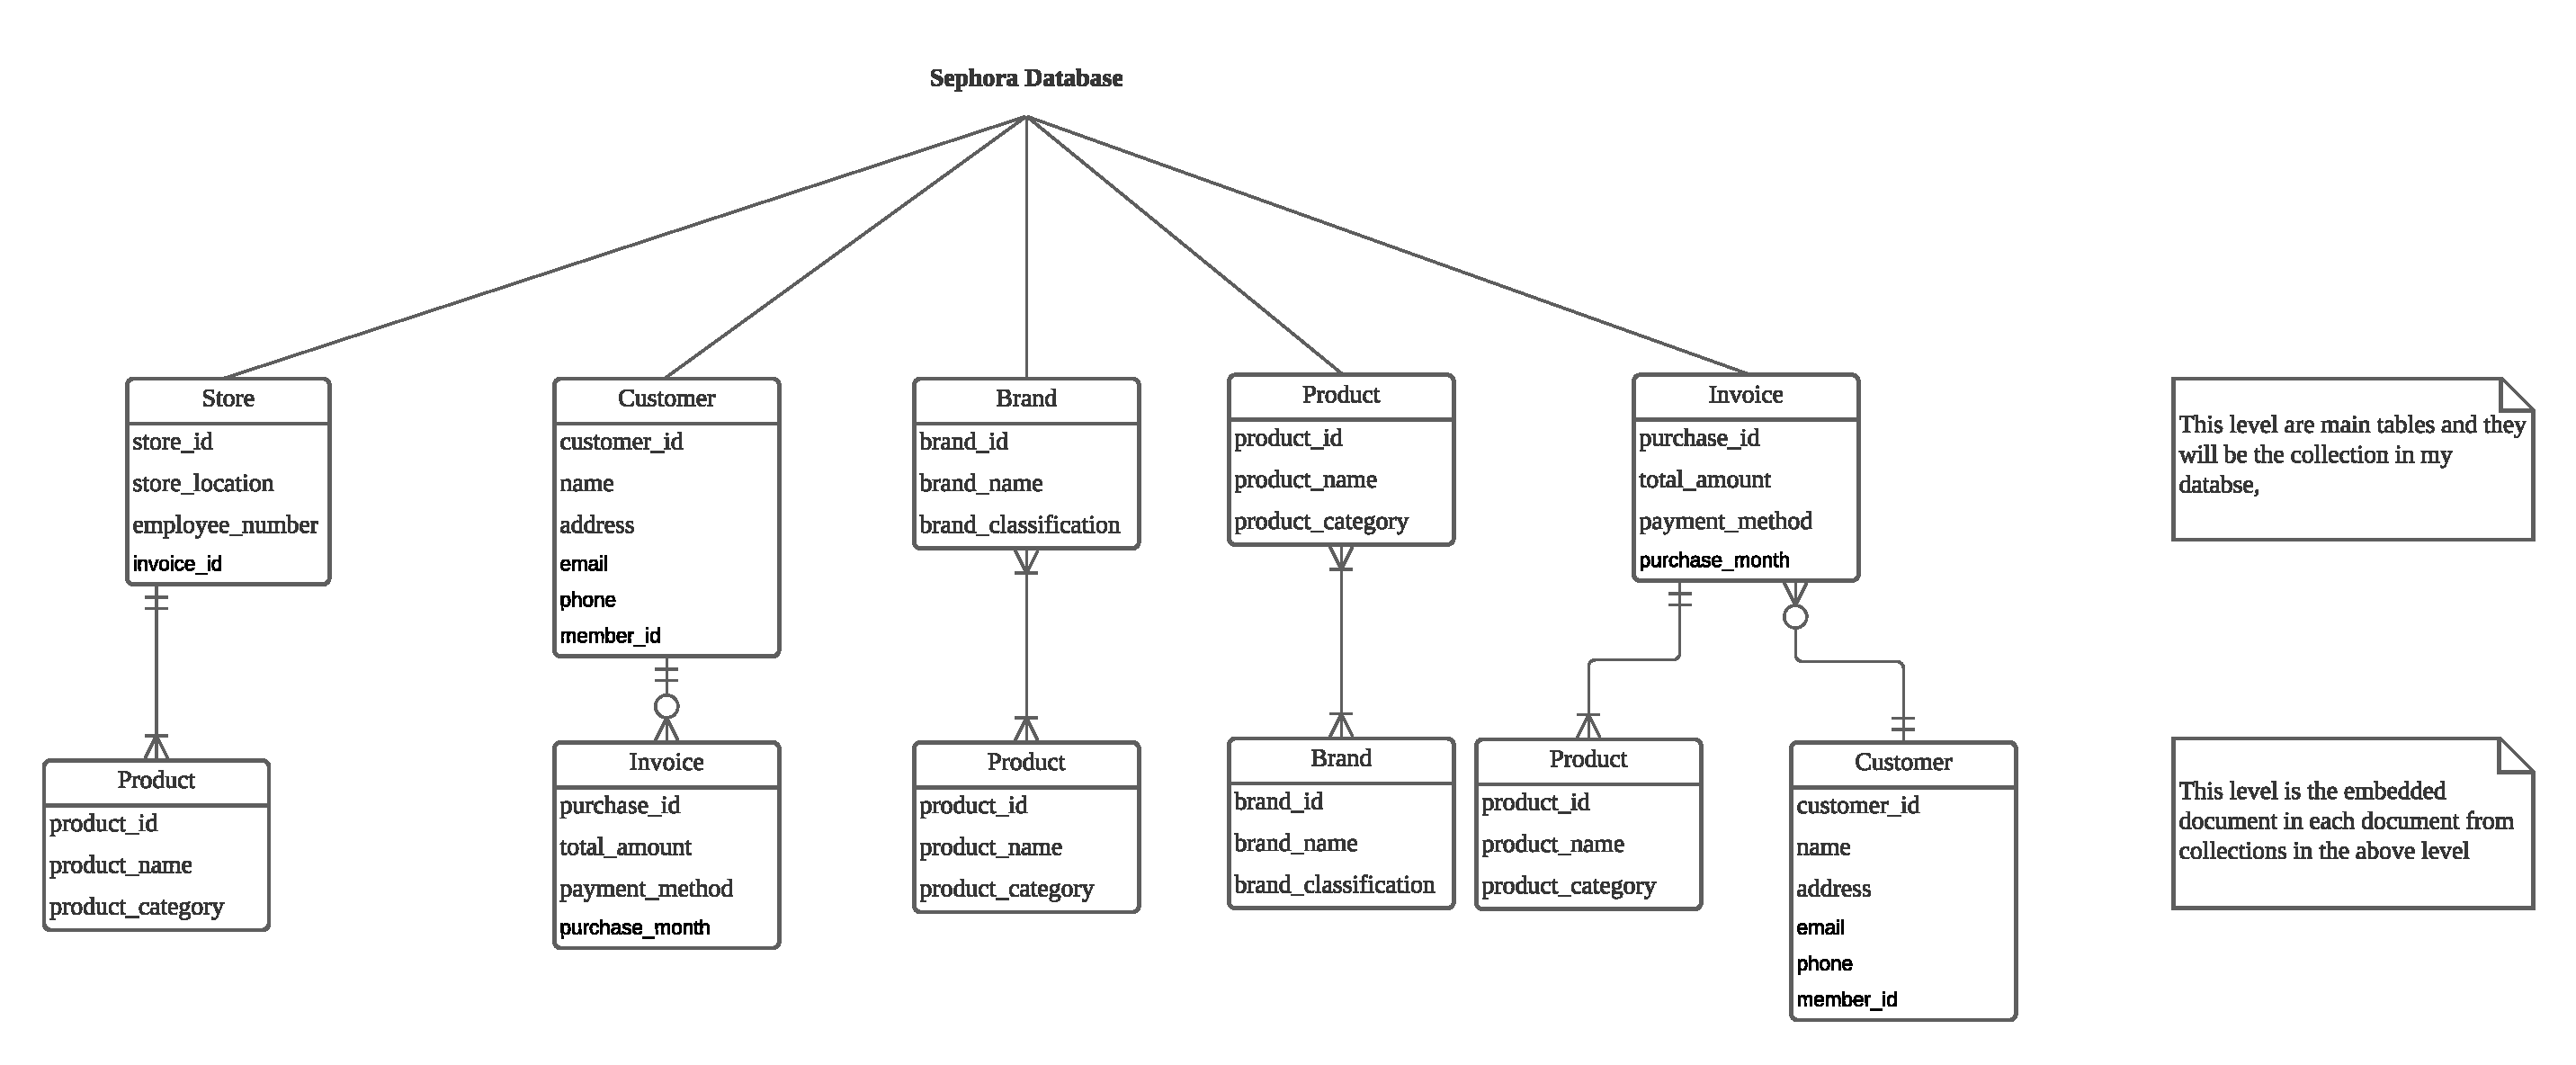 Sephora Database
Store
store_id
store_location
employee_number
invoice_id
Customer
customer_id
name
address
email
phone
member_id
Brand
brand_id
brand_name
brand_classification
Product
product_id
product_name
product_category
Invoice
purchase_id
total_amount
payment_method
purchase_month
This level are main tables and they
will be the collection in my
databse,
Product
product_id
product_name
product_category
Invoice
purchase_id
total_amount
payment_method
purchase_month
Product
product_id
product_name
product_category
Brand
brand_id
brand_name
brand_classification
Product
product_id
product_name
product_category
Customer
customer_id
name
address
email
phone
member_id
This level is the embedded
document in each document from
collections in the above level